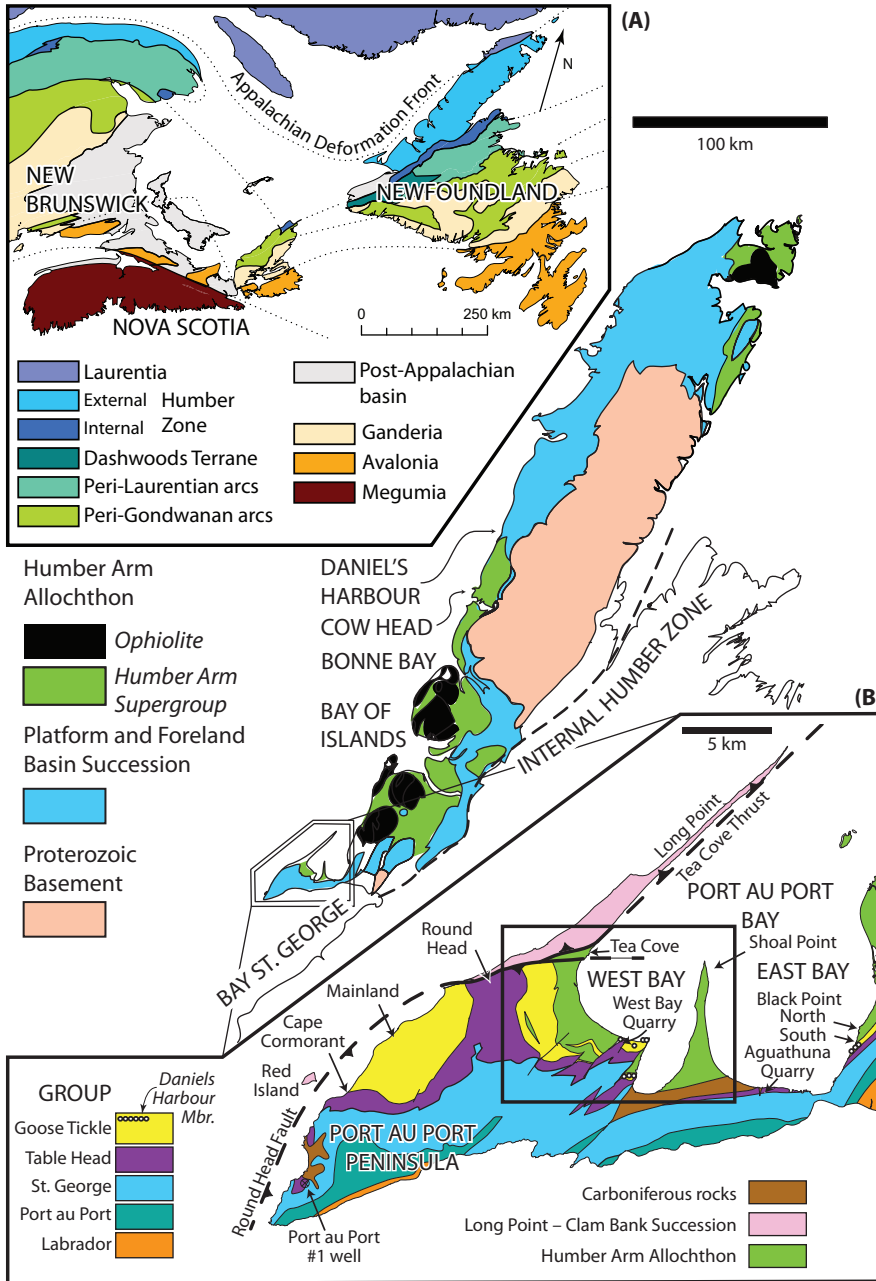 (A)
Appalachian Deformation Front
N
100 km
NEW
BRUNSWICK
NEWFOUNDLAND
NOVA SCOTIA
0 250 km
Laurentia
External Humber
Internal Zone
Dashwoods Terrane
Peri-Laurentian arcs
Peri-Gondwanan arcs
Post-Appalachian
basin
Ganderia
Avalonia
Megumia
Humber Arm
Allochthon
Ophiolite
Humber Arm
Supergroup
Platform and Foreland
Basin Succession
Proterozoic
Basement
DANIEL'S
HARBOUR
COW HEAD
BONNE BAY
BAY OF
ISLANDS
INTERNAL HUMBER ZONE
BAY ST. GEORGE
(B)
5 km
Long Point
Tea Cove Thrust
PORT AU PORT
BAY
Round
Head
Tea Cove
Shoal Point
WEST BAY
EAST BAY
Mainland
West Bay
Quarry
Black Point
North
South
Aguathuna
Quarry
Cape
Cormorant
Red
Island
Round Head Fault
PORT AU PORT
PENINSULA
Port au Port
#1 well
GROUP
Daniels
Harbour
Mbr.
Goose Tickle
Table Head
St. George
Port au Port
Labrador
Carboniferous rocks
Long Point – Clam Bank Succession
Humber Arm Allochthon